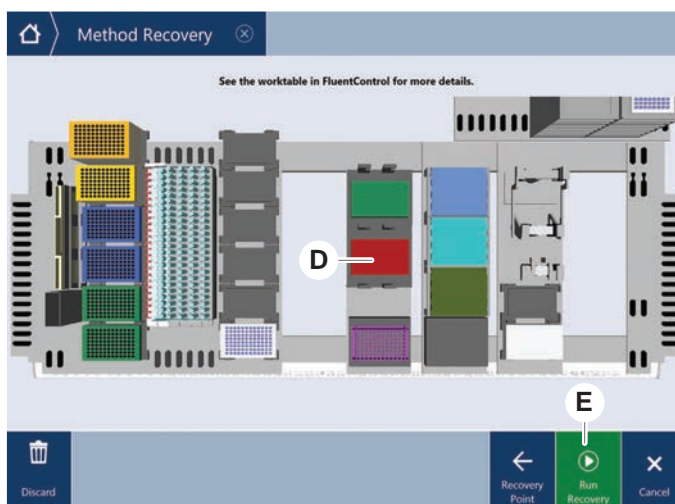 Method Recovery
See the worktable in FluentControl for more details.
D
E
Discard
Recovery
Point
Run
Recovery
Cancel